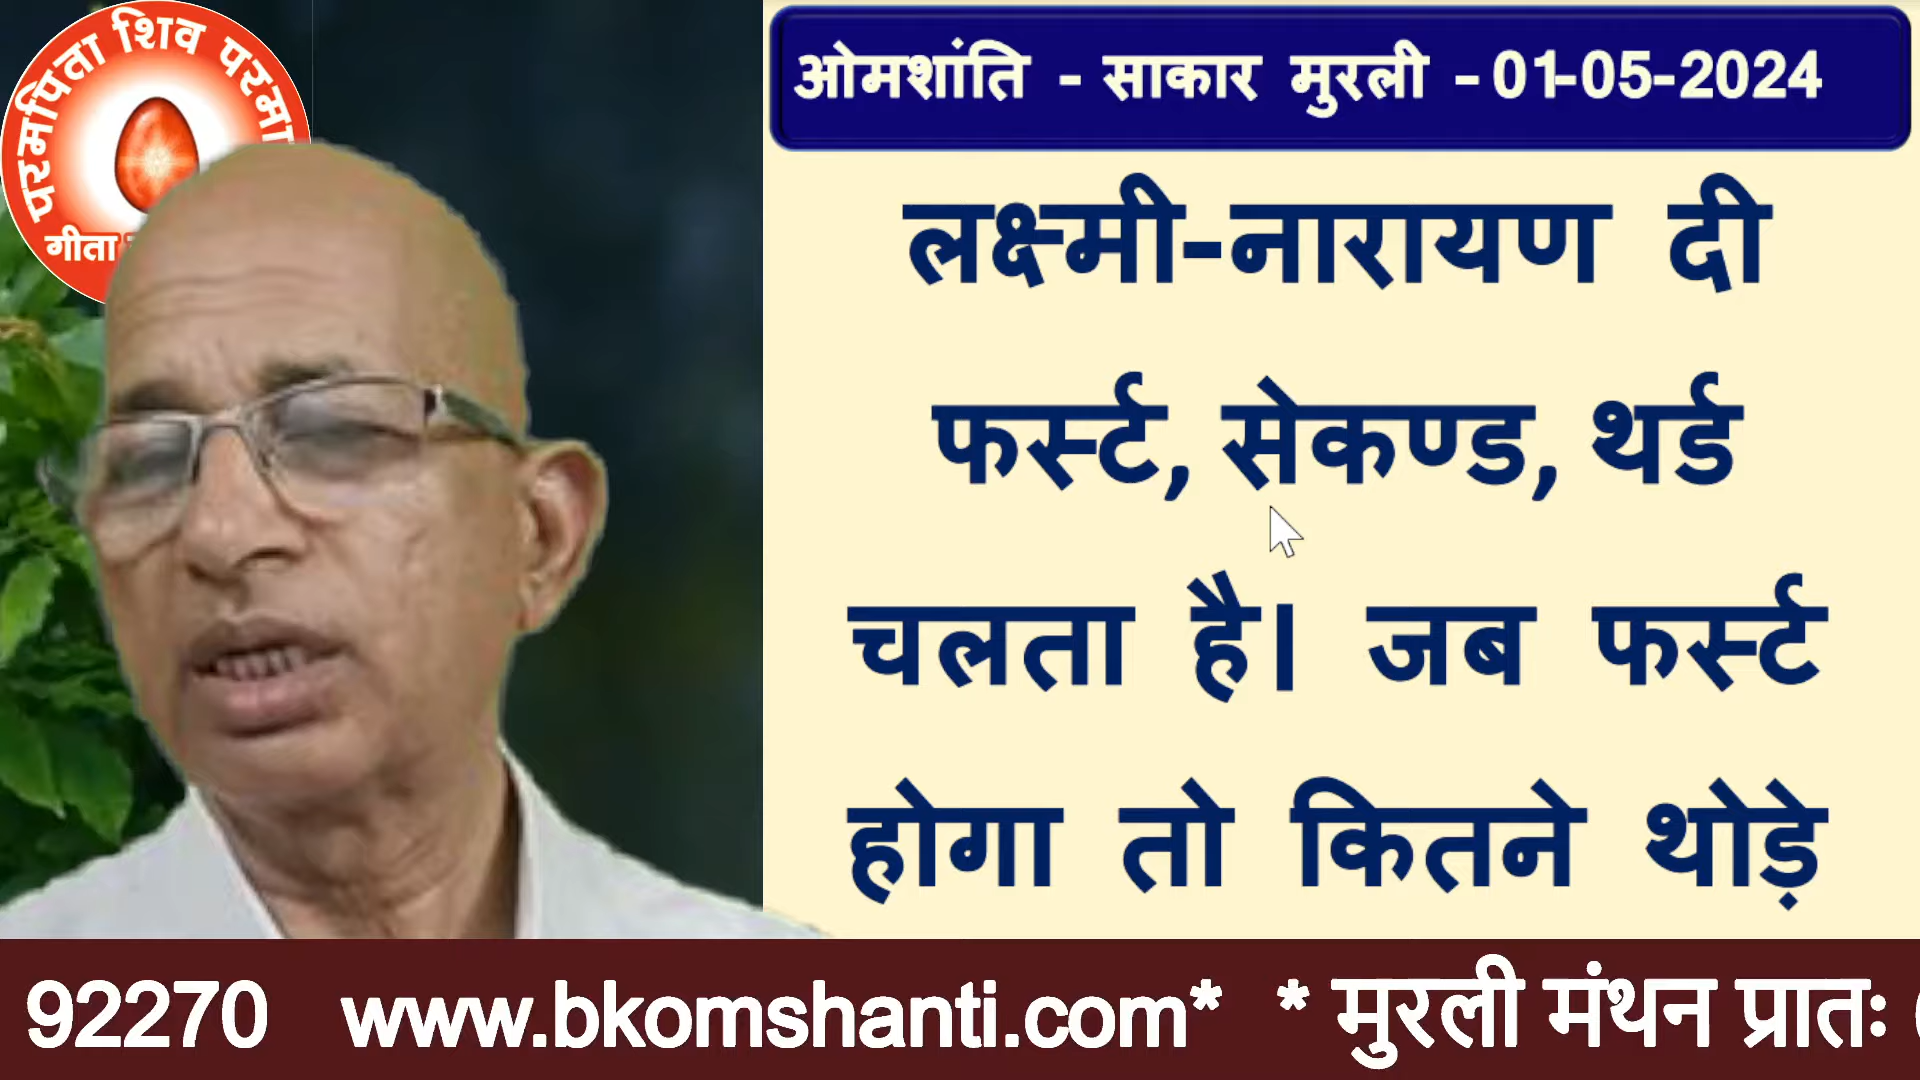 परमपिता शिव परमा
गीता
ओमशांति - साकार मुरली - 01-05-2024
लक्ष्मी-नारायण दी
फर्स्ट, सेकण्ड, थर्ड
चलता है। जब फर्स्ट
होगा तो कितने थोड़े
92270 www.bkomshanti.com* * मुरली मंथन प्रातः